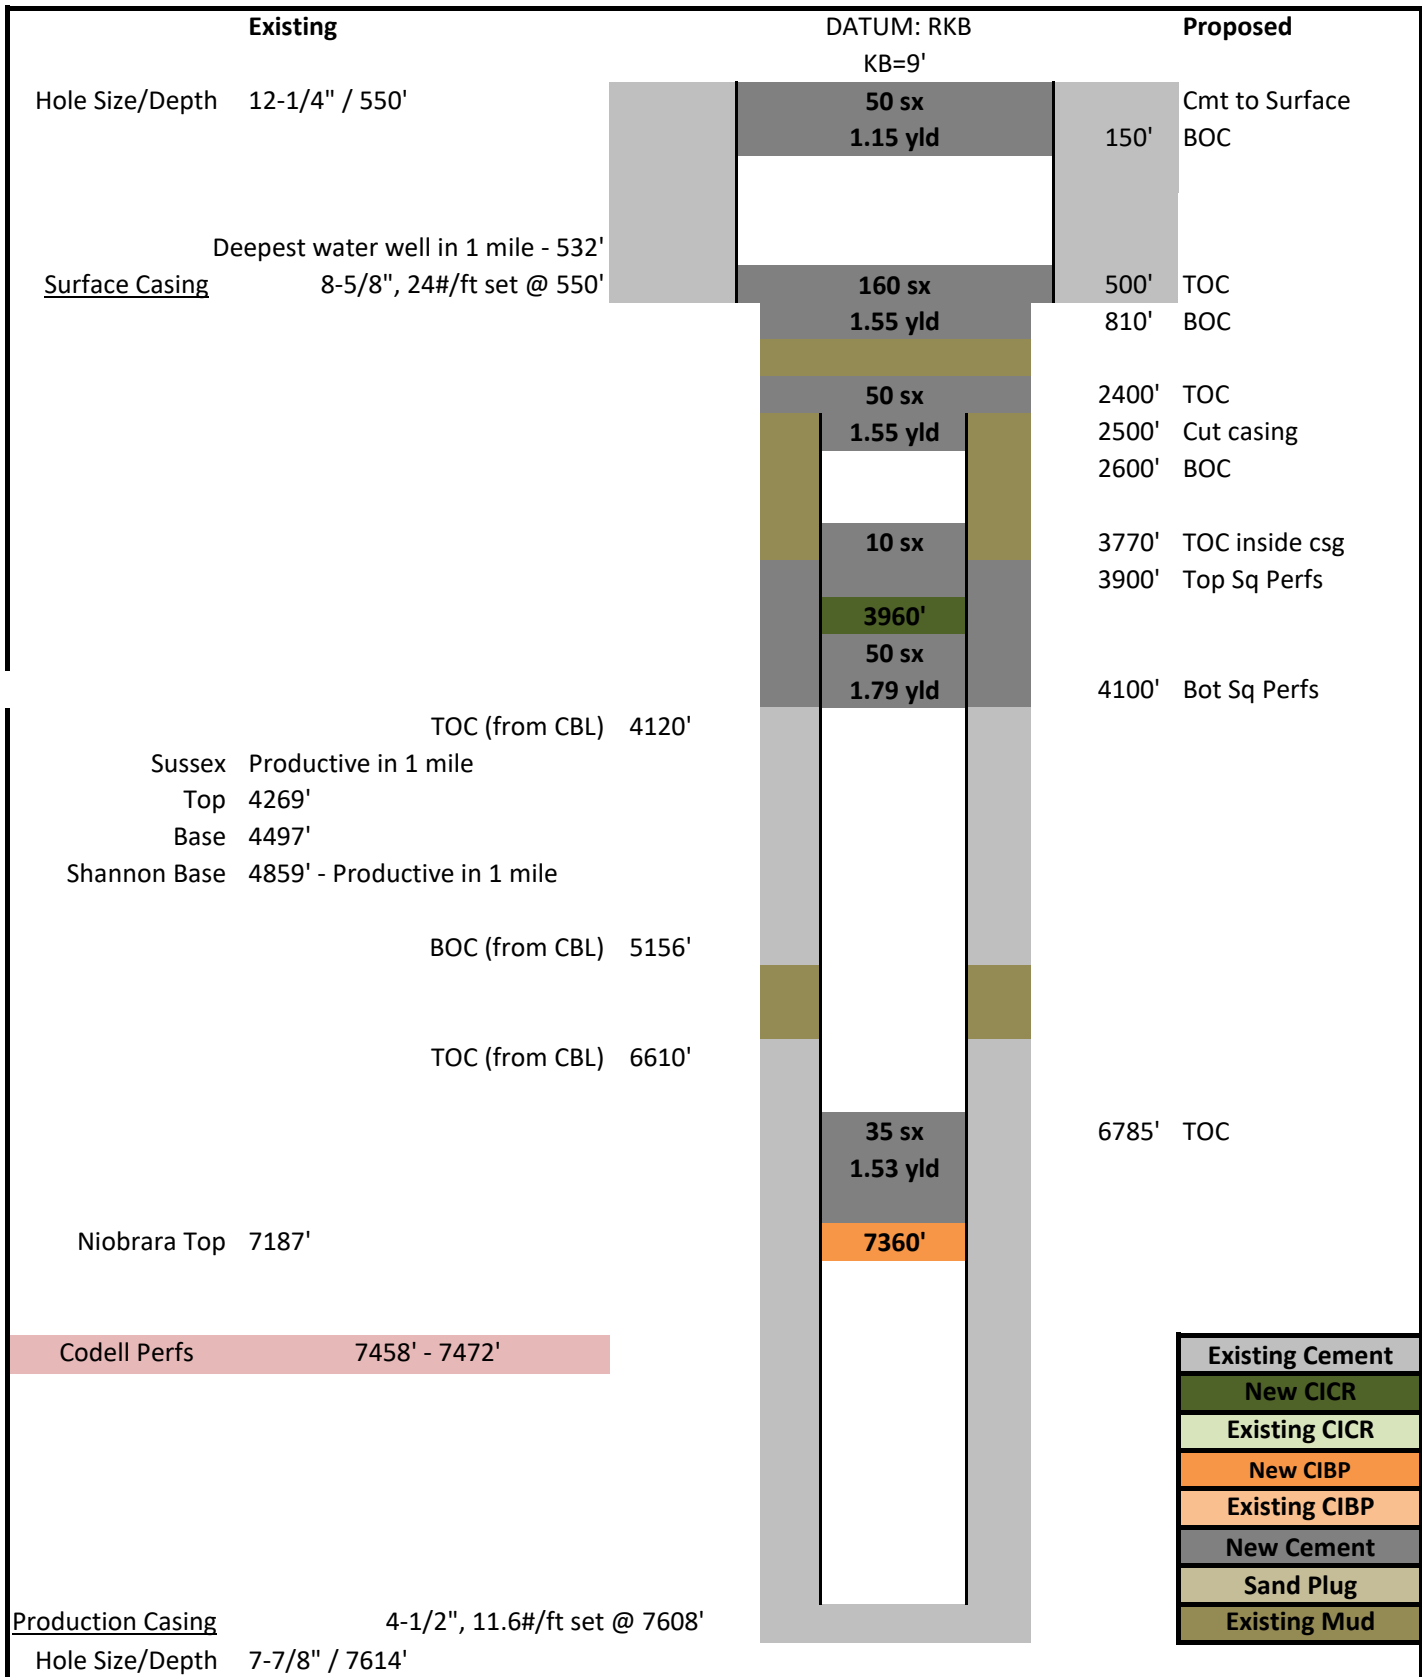 Existing DATUM: RKB Proposed
KB=9'
Hole Size/Depth 12-1/4" / 550' 50 sx Cmt to Surface
1.15 yld 150' BOC
Deepest water well in 1 mile - 532'
Surface Casing 8-5/8", 24#/ft set @ 550' 160 sx 500' TOC
1.55 yld 810' BOC
50 sx 2400' TOC
1.55 yld 2500' Cut casing
2600' BOC
10 sx 3770' TOC inside csg
3900' Top Sq Perfs
3960'
50 sx
1.79 yld 4100' Bot Sq Perfs
TOC (from CBL) 4120'
Sussex Productive in 1 mile
Top 4269'
Base 4497'
Shannon Base 4859' - Productive in 1 mile
BOC (from CBL) 5156'
TOC (from CBL) 6610'
35 sx 6785' TOC
1.53 yld
Niobrara Top 7187' 7360'
Codell Perfs 7458' - 7472' Existing Cement
New CICR
Existing CICR
New CIBP
Existing CIBP
New Cement
Sand Plug
Production Casing 4-1/2", 11.6#/ft set @ 7608' Existing Mud
Hole Size/Depth 7-7/8" / 7614'